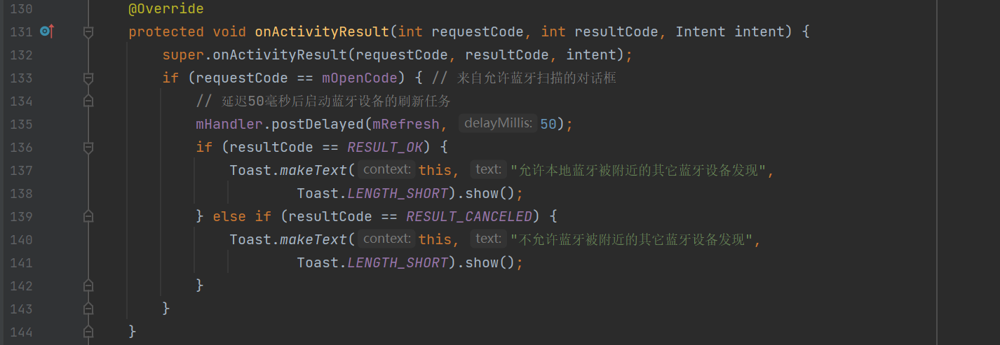 130 @Override
131 protected void onActivityResult(int requestCode, int resultCode, Intent intent) {
132 super.onActivityResult(requestCode, resultCode, intent);
133 if (requestCode == mOpenCode) { // 来自允许蓝牙扫描的对话框
134 // 延迟50毫秒后启动蓝牙设备的刷新任务
135 mHandler.postDelayed(mRefresh, delayMillis: 50);
136 if (resultCode == RESULT_OK) {
137 Toast.makeText( context: this, text: "允许本地蓝牙被附近的其它蓝牙设备发现",
138 Toast.LENGTH_SHORT).show();
139 } else if (resultCode == RESULT_CANCELED) {
140 Toast.makeText( context: this, text: "不允许蓝牙被附近的其它蓝牙设备发现",
141 Toast.LENGTH_SHORT).show();
142 }
143 }
144 }